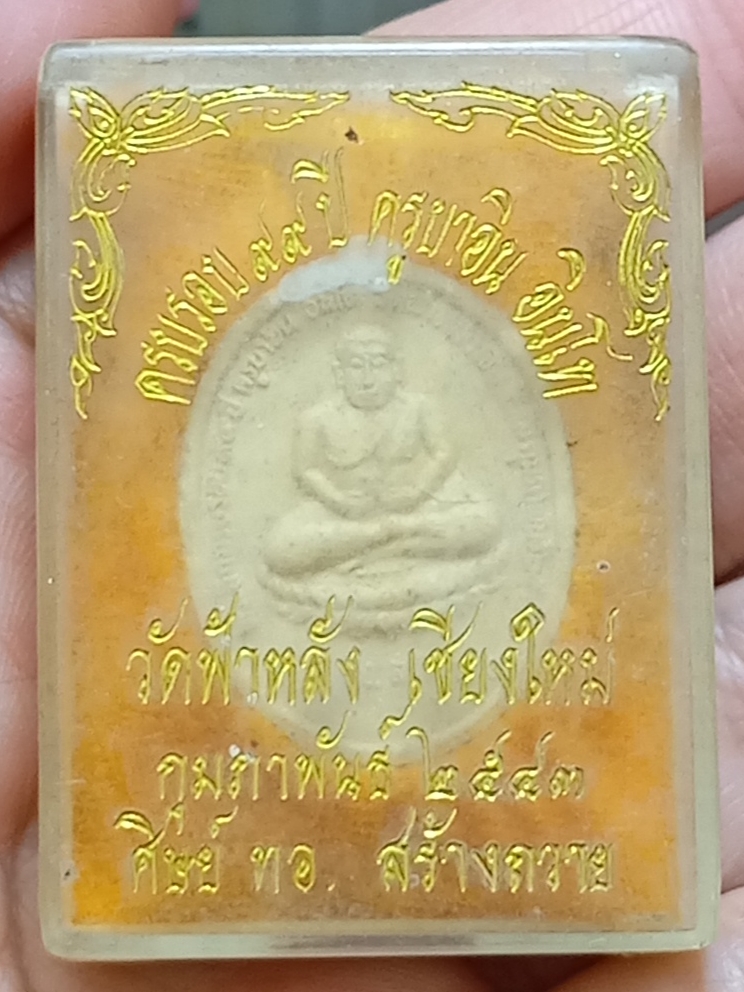 ครบรอบ ๙๙ ปี ครูบาอิน อินโท
วัดฟ้าหลั่ง เชียงใหม่
กุมภาพันธ์ ๒๕๔๓
ศิษย์ ทอ. สร้างถวาย